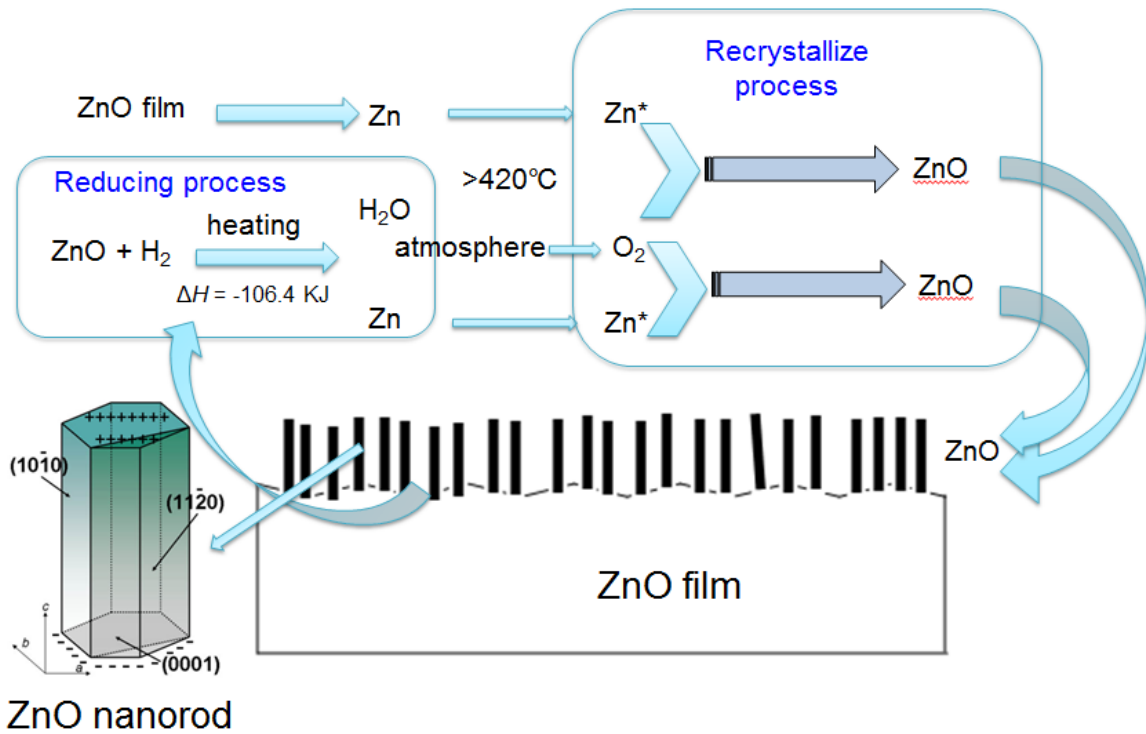 Recrystallize
process
ZnO film
Zn
Zn*
>420℃
ZnO
Reducing process
heating
ZnO + H₂
ΔH = -106.4 KJ
H₂O
Zn
atmosphere
O₂
Zn*
ZnO
+++++++
++++++
(101̄0)
(112̄0)
(0001)
c
b
a
ZnO
ZnO film
ZnO nanorod